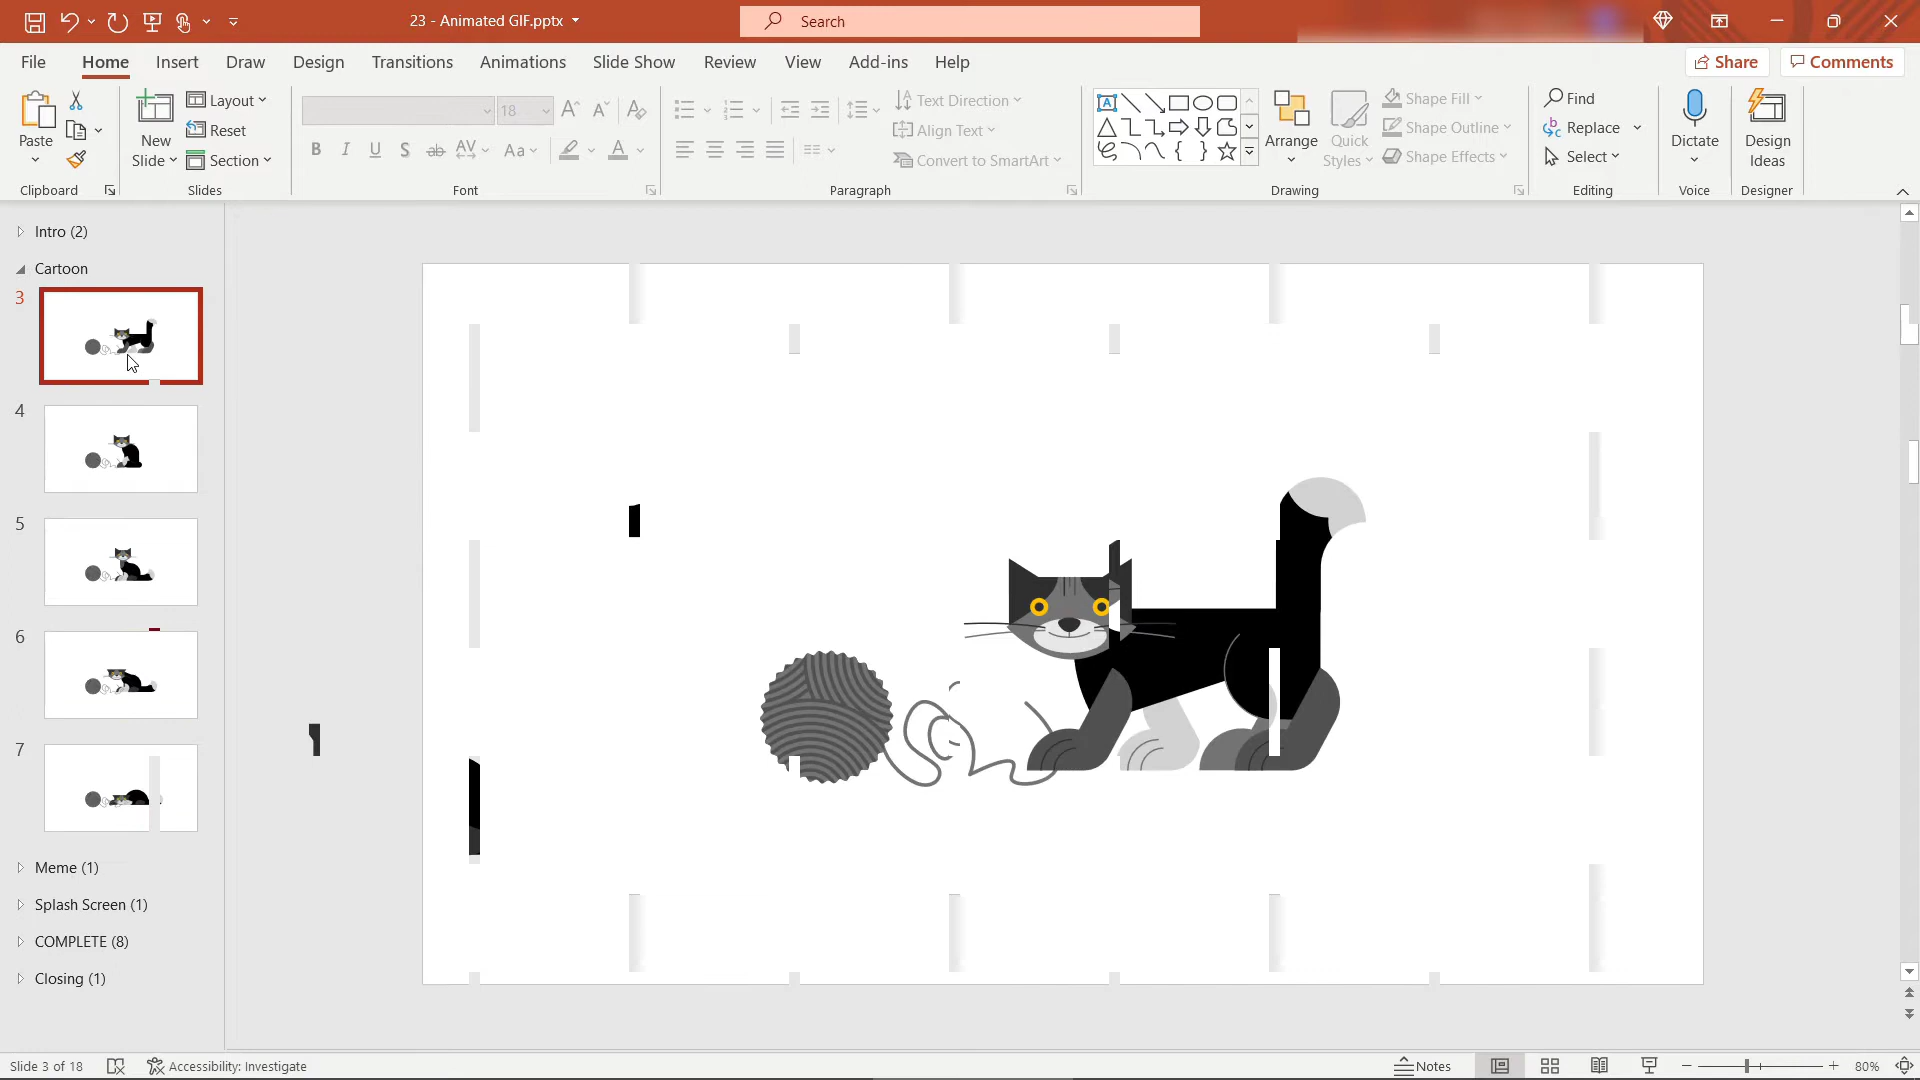 23 - Animated GIF.pptx
Search
File
Home
Insert
Draw
Design
Transitions
Animations
Slide Show
Review
View
Add-ins
Help
Share
Comments
Paste
Clipboard
New
Slide
Layout
Reset
Section
Slides
18
B
I
U
S
ab
AV
Aa
A
Font
Text Direction
Align Text
Convert to SmartArt
Paragraph
Arrange
Quick
Styles
Shape Fill
Shape Outline
Shape Effects
Drawing
Find
Replace
Select
Editing
Dictate
Voice
Design
Ideas
Designer
Intro (2)
Cartoon
3
4
5
6
7
Meme (1)
Splash Screen (1)
COMPLETE (8)
Closing (1)
Slide 3 of 18
Accessibility: Investigate
Notes
80%